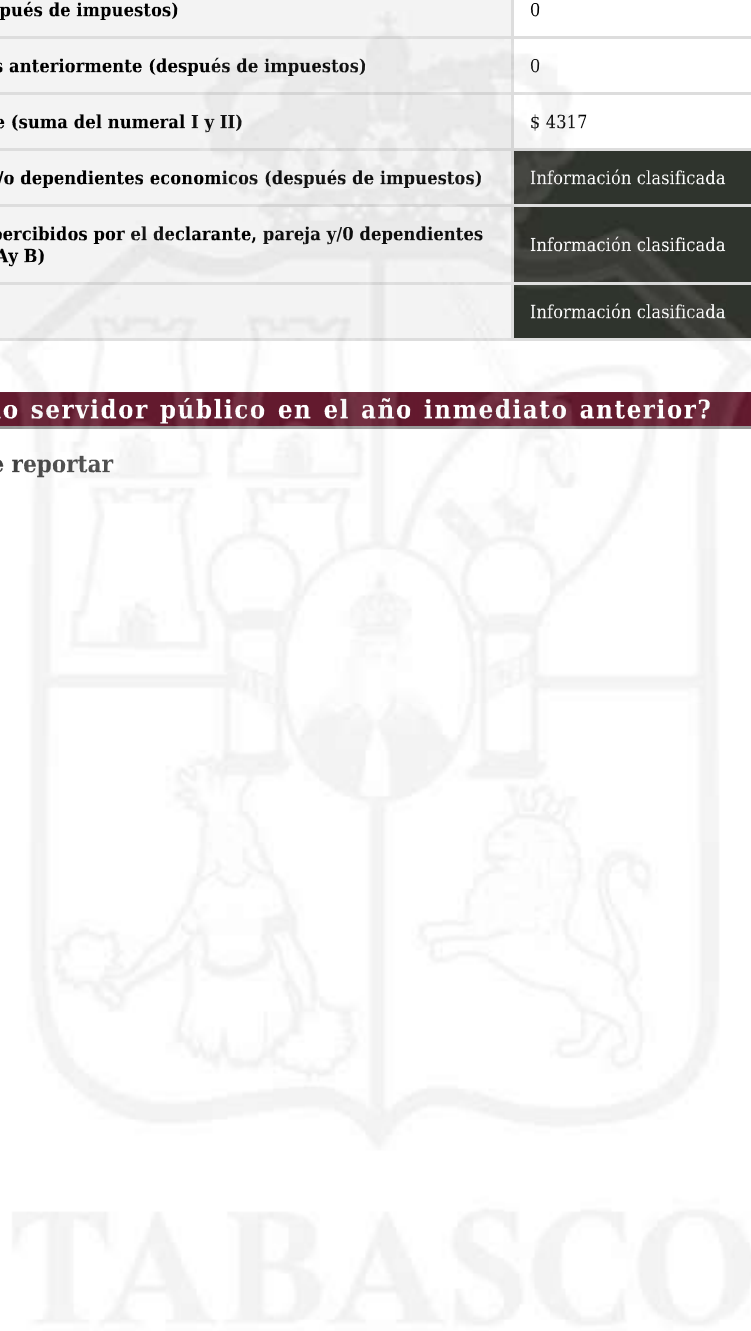 pués de impuestos)
0
s anteriormente (después de impuestos)
0
e (suma del numeral I y II)
$ 4317
/o dependientes economicos (después de impuestos)
Información clasificada
percibidos por el declarante, pareja y/0 dependientes
Ay B)
Información clasificada
Información clasificada
o servidor público en el año inmediato anterior?
e reportar
TABASCO